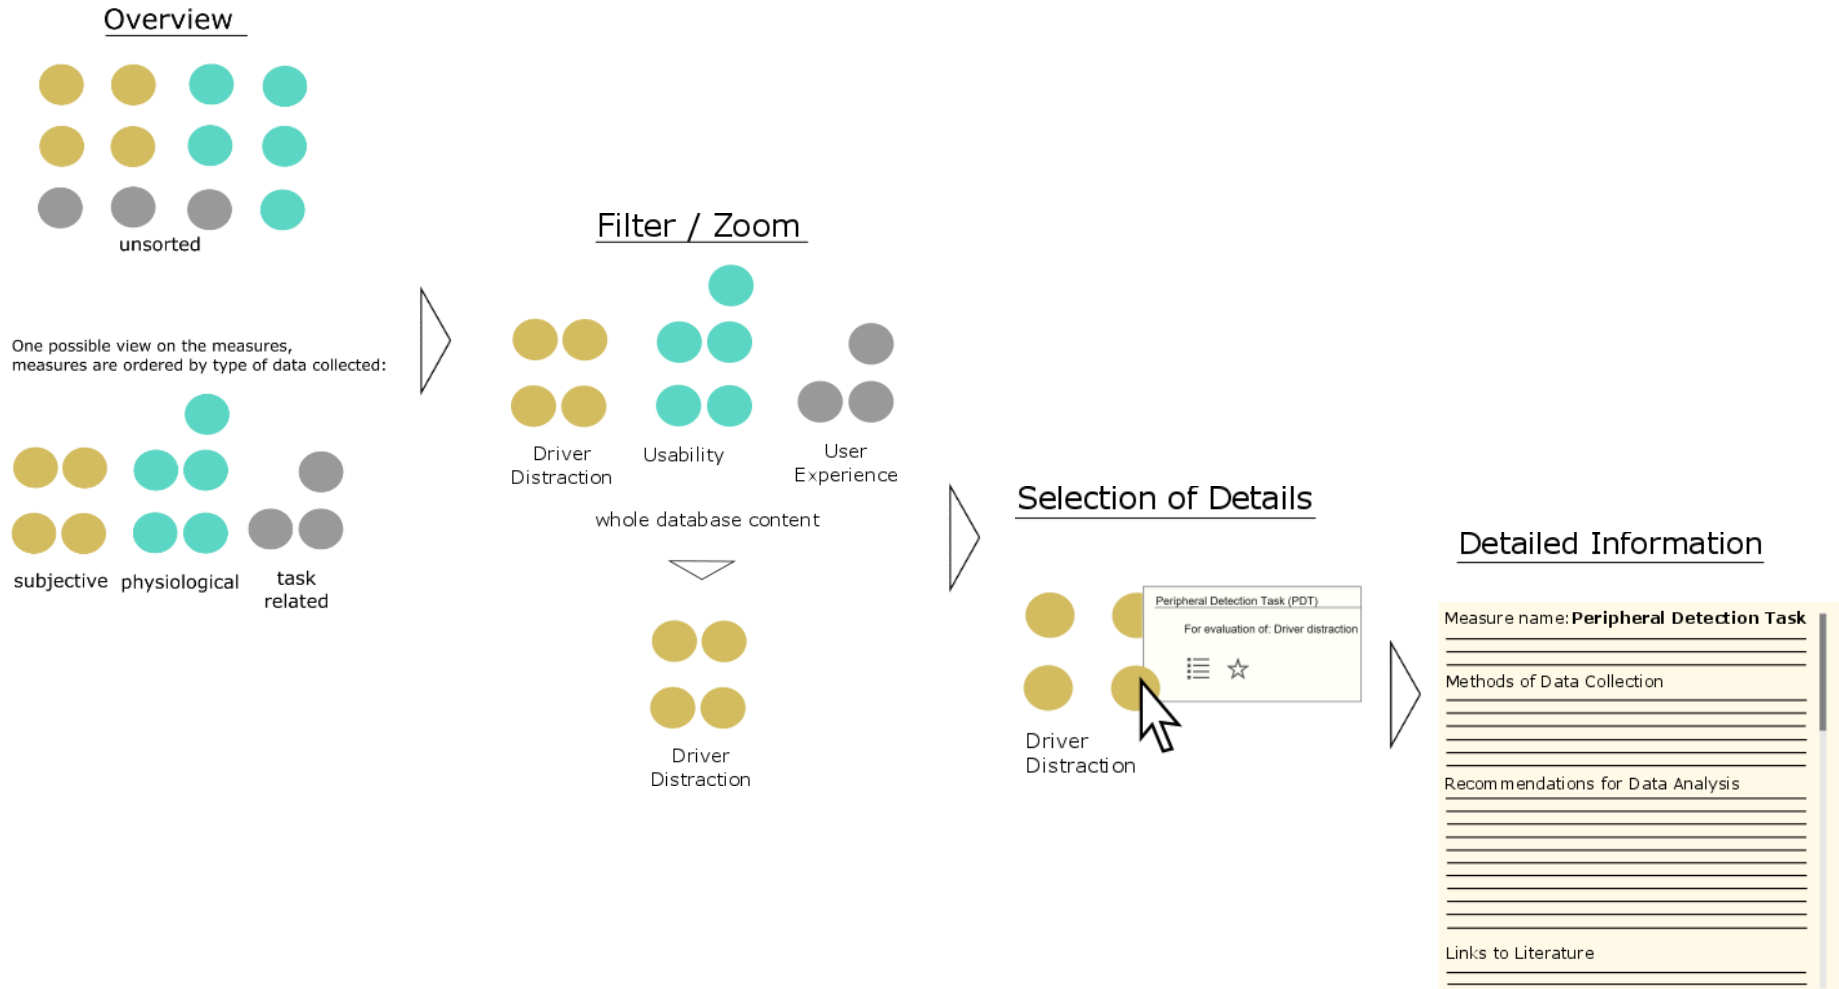 Overview
unsorted
One possible view on the measures,
measures are ordered by type of data collected:
subjective
physiological
task
related
Filter / Zoom
Driver
Distraction
Usability
User
Experience
whole database content
Driver
Distraction
Selection of Details
Peripheral Detection Task (PDT)
For evaluation of: Driver distraction
Driver
Distraction
Detailed Information
Measure name: Peripheral Detection Task
Methods of Data Collection
Recommendations for Data Analysis
Links to Literature